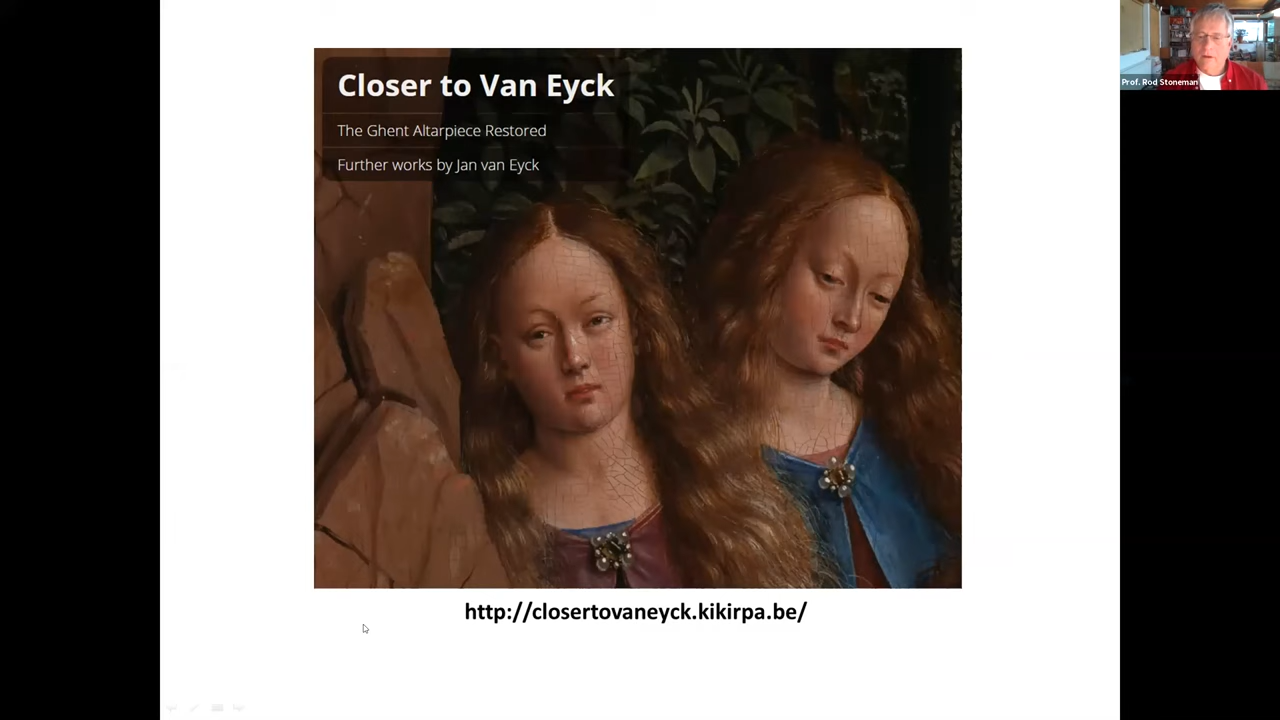 Closer to Van Eyck
The Ghent Altarpiece Restored
Further works by Jan van Eyck
http://closertovaneyck.kikirpa.be/
Prof. Rod Stoneman